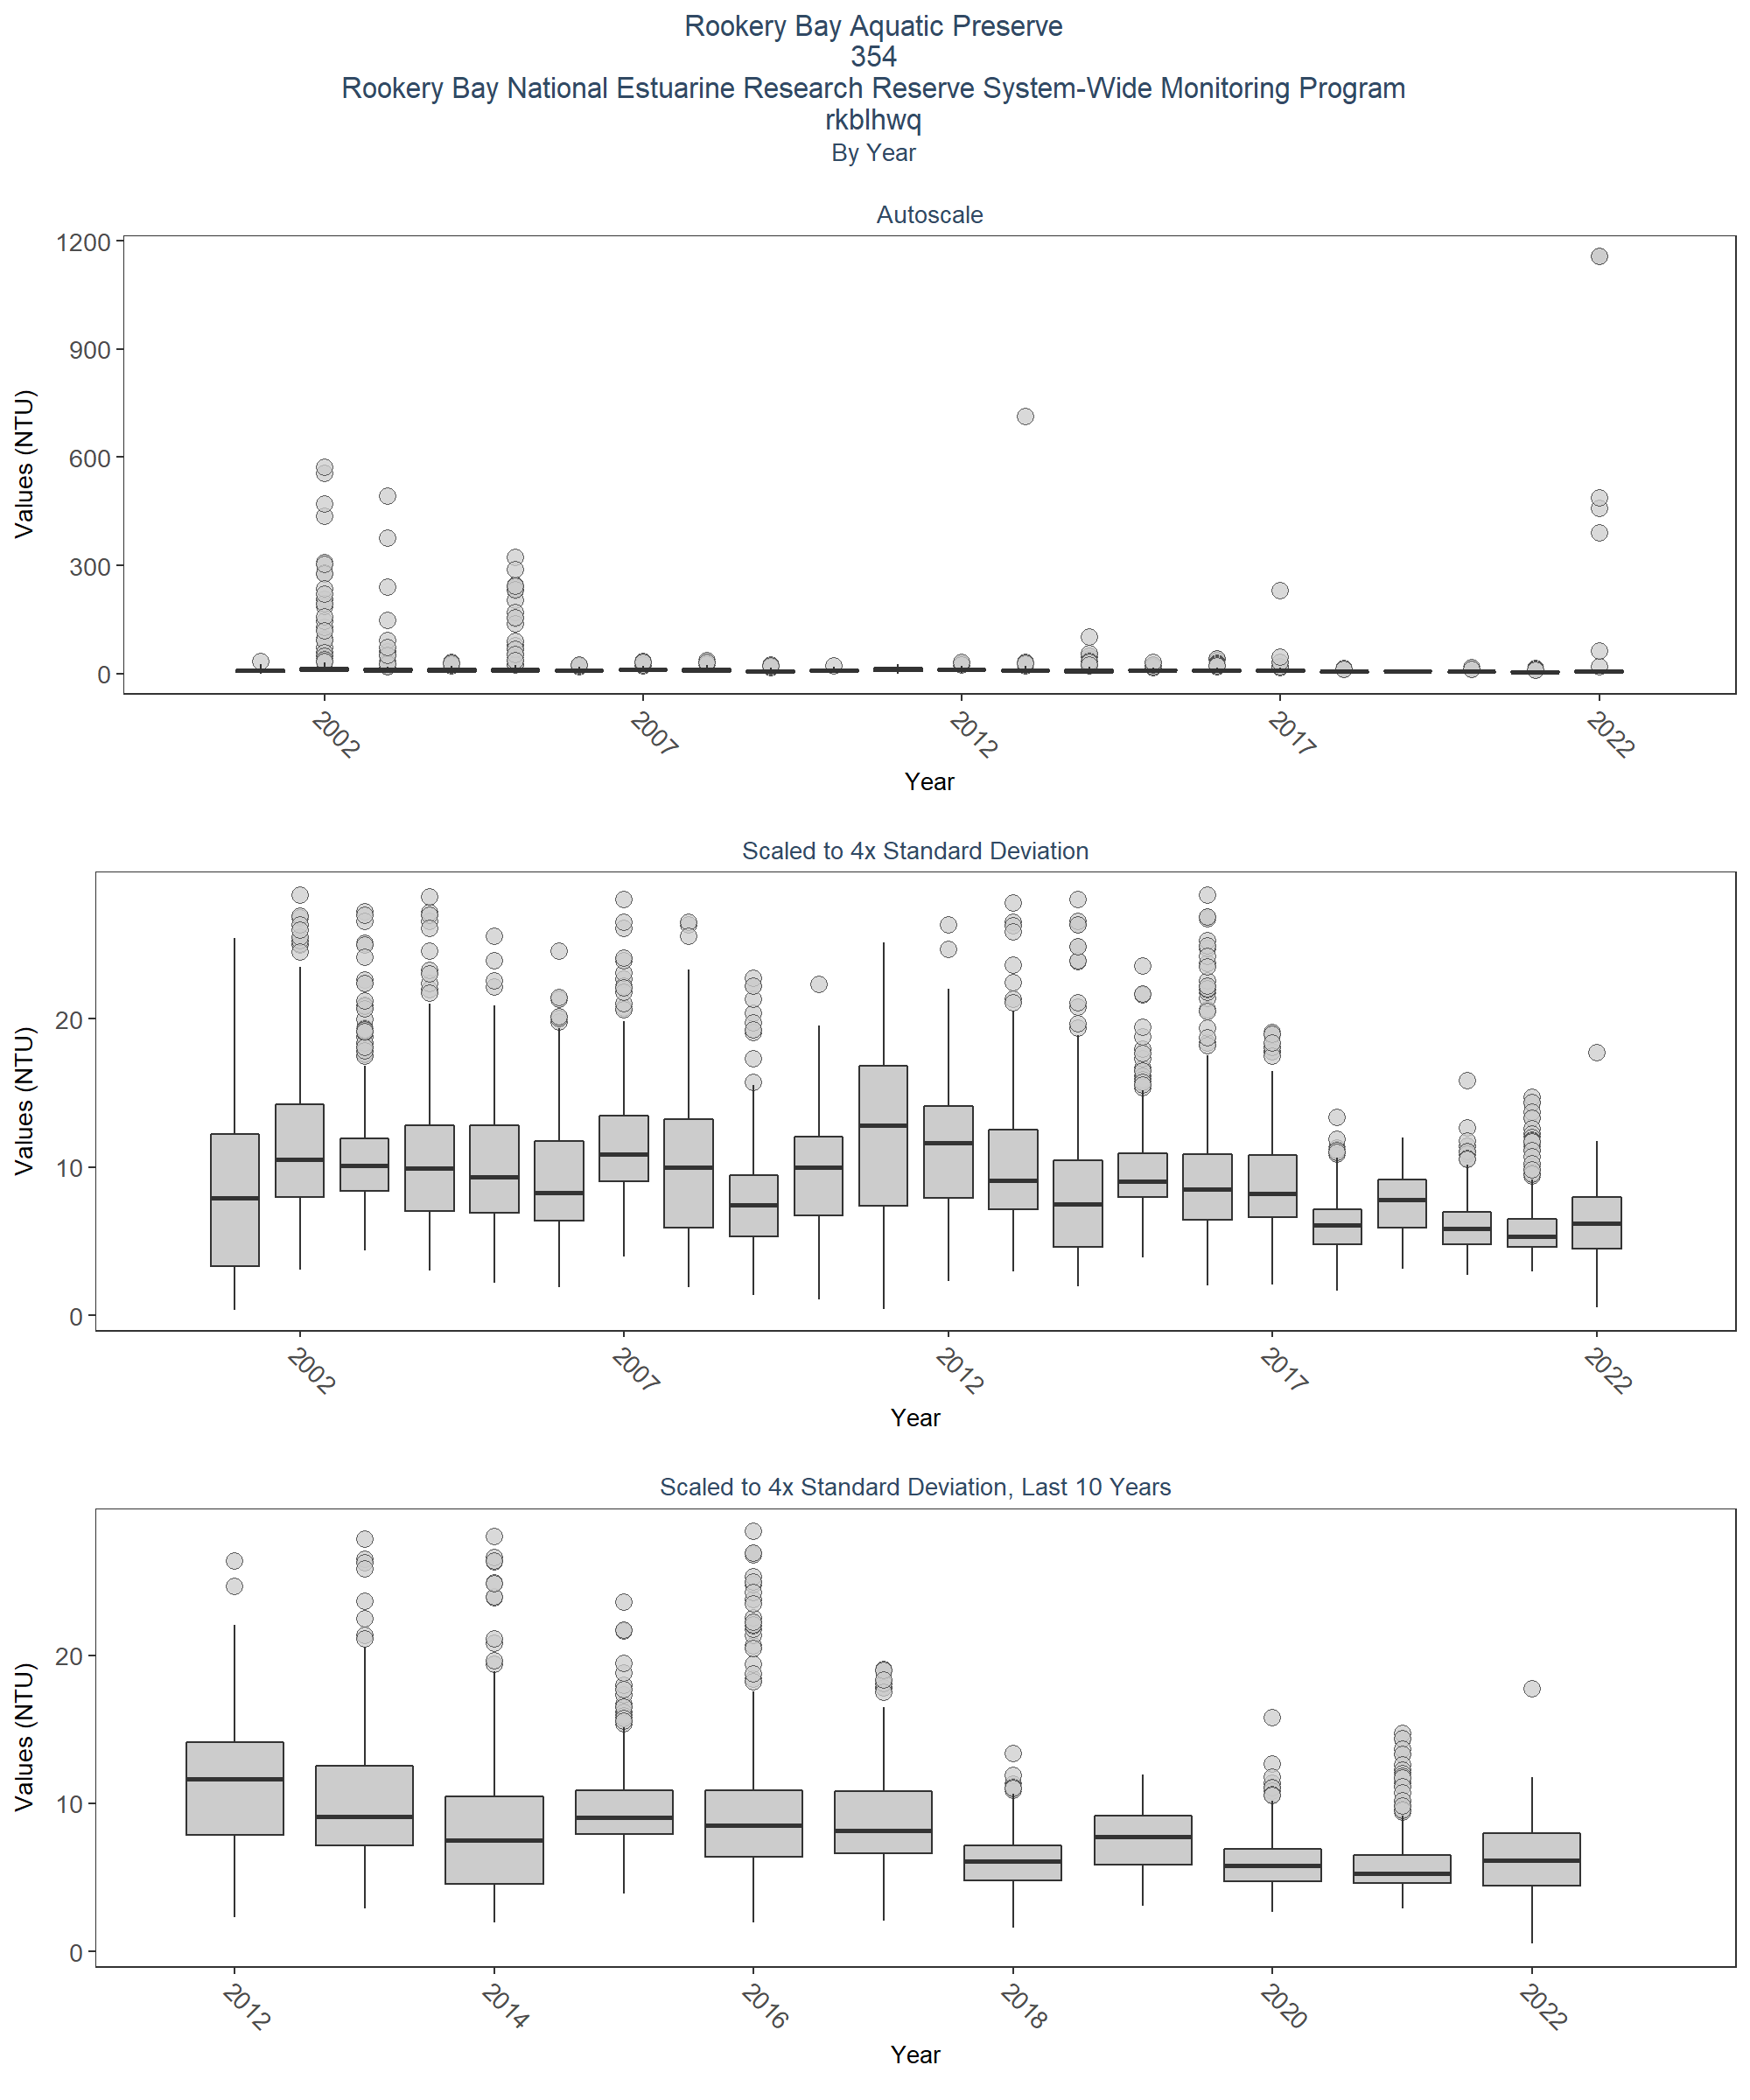 Rookery Bay Aquatic Preserve
354
Rookery Bay National Estuarine Research Reserve System-Wide Monitoring Program
rkblhwq
By Year
Autoscale
Values (NTU)
1200
900
600
300
0
2002 2007 2012 2017 2022
Year
Scaled to 4x Standard Deviation
Values (NTU)
20
10
0
2002 2007 2012 2017 2022
Year
Scaled to 4x Standard Deviation, Last 10 Years
Values (NTU)
20
10
0
2012 2014 2016 2018 2020 2022
Year